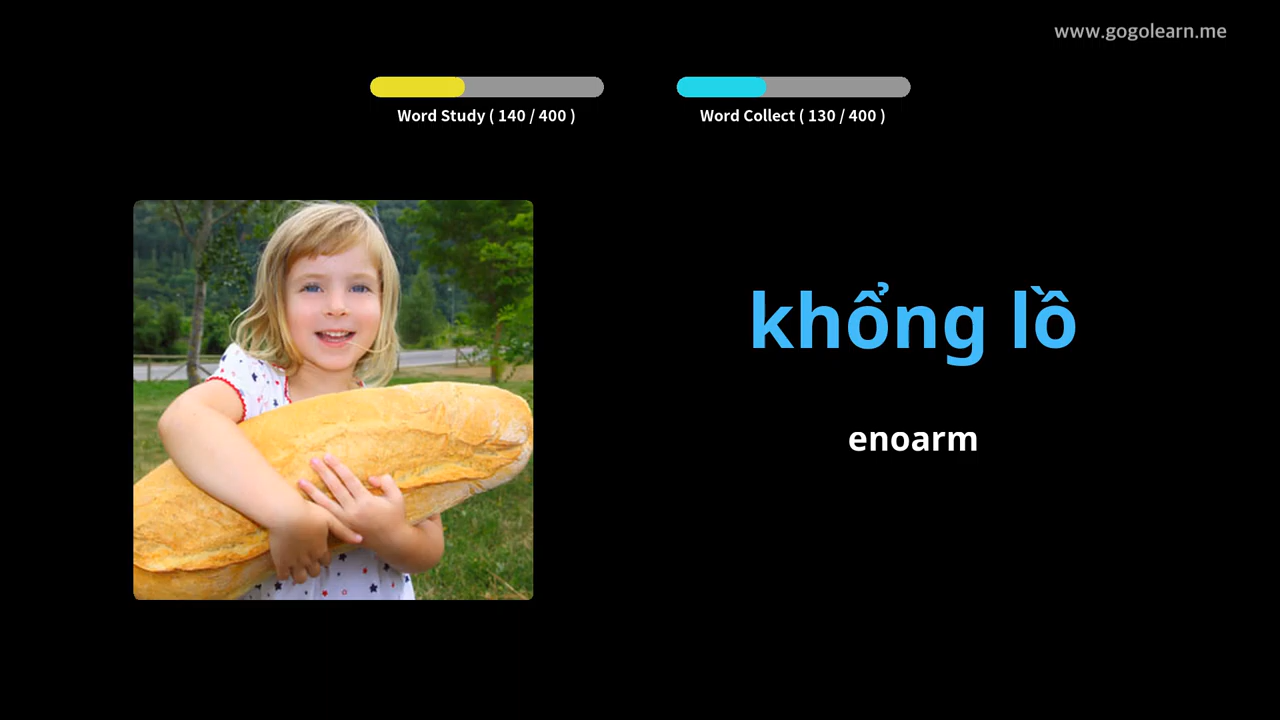 www.gogolearn.me
Word Study ( 140 / 400 )
Word Collect ( 130 / 400 )
khổng lồ
enoarm